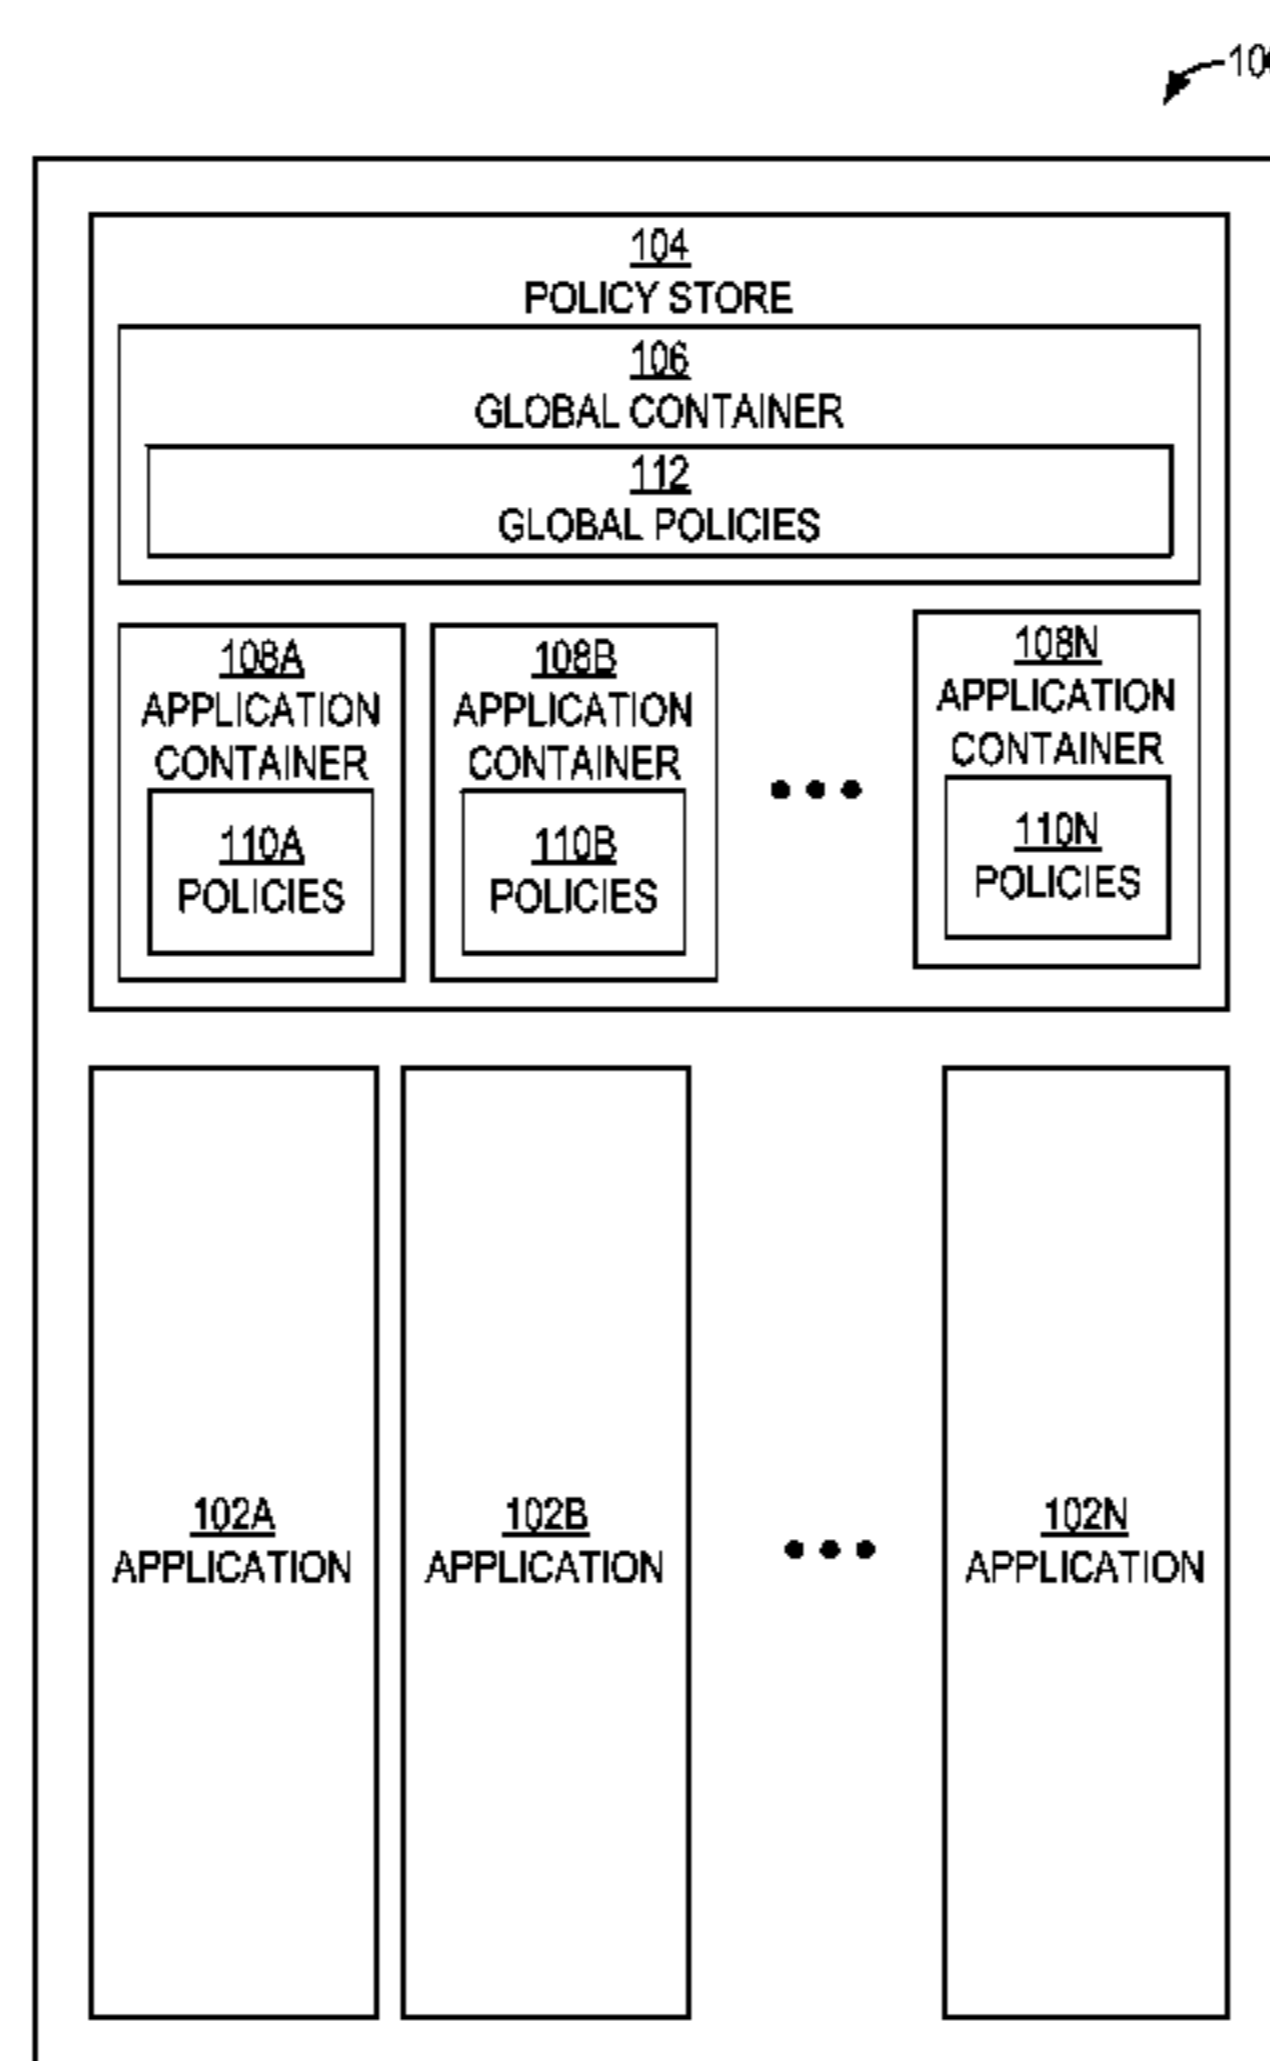 104
POLICY STORE
106
GLOBAL CONTAINER
112
GLOBAL POLICIES
108A
APPLICATION
CONTAINER
110A
POLICIES
108B
APPLICATION
CONTAINER
110B
POLICIES
108N
APPLICATION
CONTAINER
110N
POLICIES
102A
APPLICATION
102B
APPLICATION
102N
APPLICATION